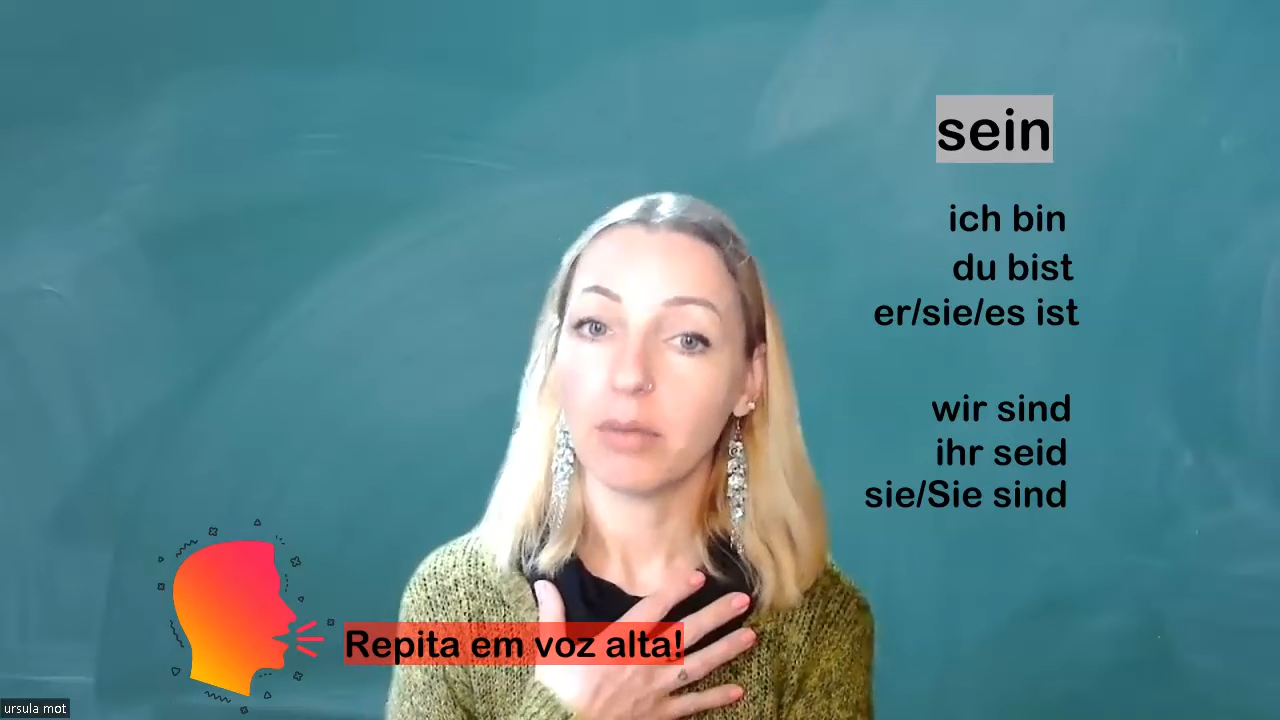 sein
ich bin
du bist
er/sie/es ist
wir sind
ihr seid
sie/Sie sind
Repita em voz alta!
ursula mot